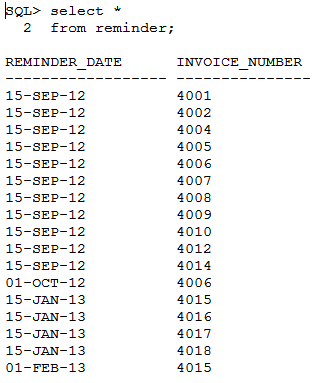 SQL> select *
  2  from reminder;
REMINDER_DATE      INVOICE_NUMBER
------------------ ---------------
15-SEP-12          4001
15-SEP-12          4002
15-SEP-12          4004
15-SEP-12          4005
15-SEP-12          4006
15-SEP-12          4007
15-SEP-12          4008
15-SEP-12          4009
15-SEP-12          4010
15-SEP-12          4012
15-SEP-12          4014
01-OCT-12          4006
15-JAN-13          4015
15-JAN-13          4016
15-JAN-13          4017
15-JAN-13          4018
01-FEB-13          4015